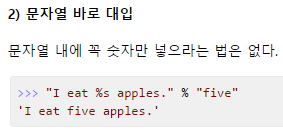 2) 문자열 바로 대입
문자열 내에 꼭 숫자만 넣으라는 법은 없다.
>>> "I eat %s apples." % "five"
'I eat five apples.'